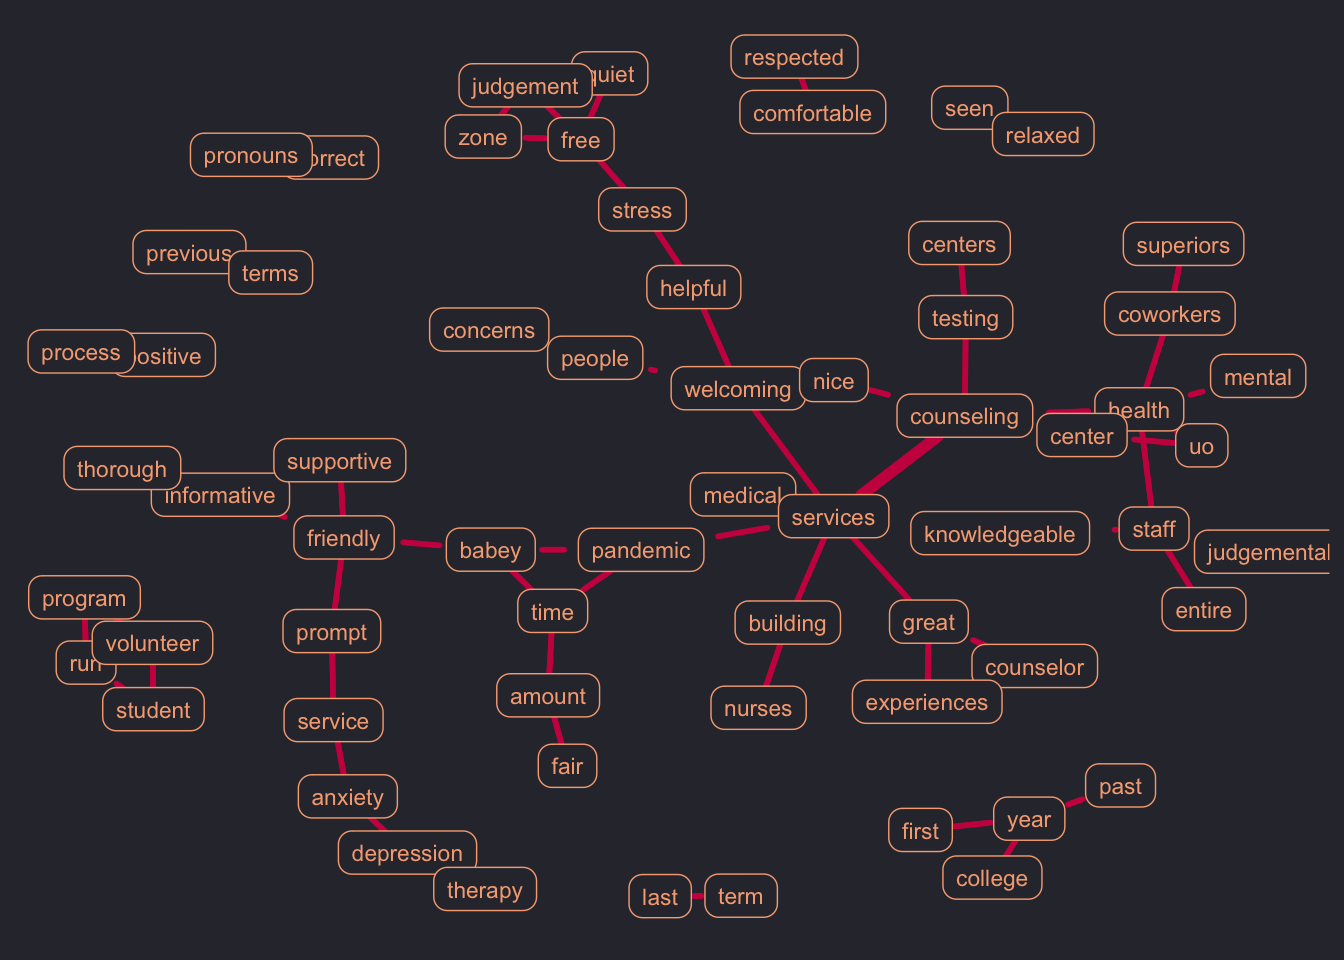 respected
quiet
judgement
comfortable
seen
relaxed
zone
free
pronouns
orrect
stress
centers
superiors
previous
terms
helpful
testing
coworkers
concerns
people
process
ositive
welcoming
nice
mental
counseling
health
center
uo
supportive
thorough
informative
medical
services
friendly
babey
pandemic
knowledgeable
staff
judgemental
program
time
entire
building
great
prompt
volunteer
run
counselor
student
amount
experiences
nurses
service
fair
anxiety
past
first
year
depression
college
therapy
last
term